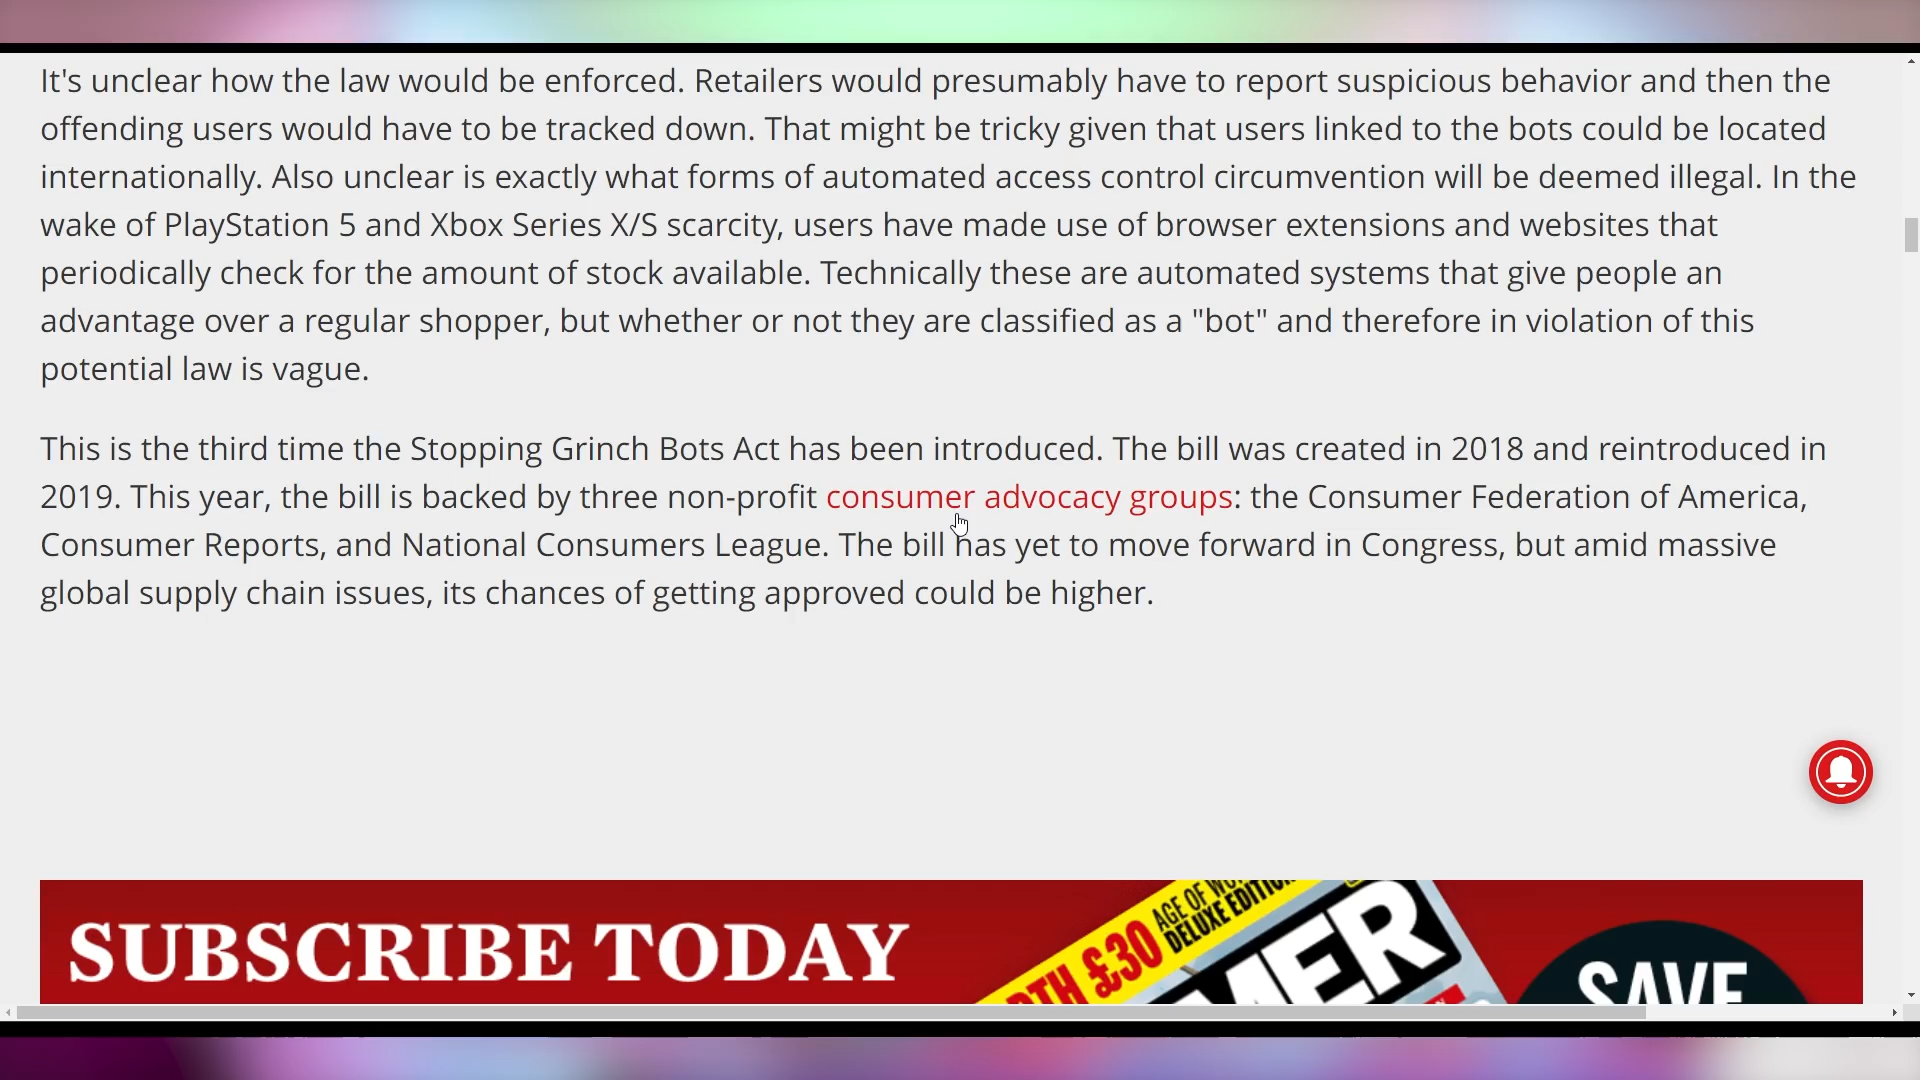 It's unclear how the law would be enforced. Retailers would presumably have to report suspicious behavior and then the
offending users would have to be tracked down. That might be tricky given that users linked to the bots could be located
internationally. Also unclear is exactly what forms of automated access control circumvention will be deemed illegal. In the
wake of PlayStation 5 and Xbox Series X/S scarcity, users have made use of browser extensions and websites that
periodically check for the amount of stock available. Technically these are automated systems that give people an
advantage over a regular shopper, but whether or not they are classified as a "bot" and therefore in violation of this
potential law is vague.
This is the third time the Stopping Grinch Bots Act has been introduced. The bill was created in 2018 and reintroduced in
2019. This year, the bill is backed by three non-profit consumer advocacy groups: the Consumer Federation of America,
Consumer Reports, and National Consumers League. The bill has yet to move forward in Congress, but amid massive
global supply chain issues, its chances of getting approved could be higher.
SUBSCRIBE TODAY
£30
AGE OF
DELUXE EDITION
MER
SAVE